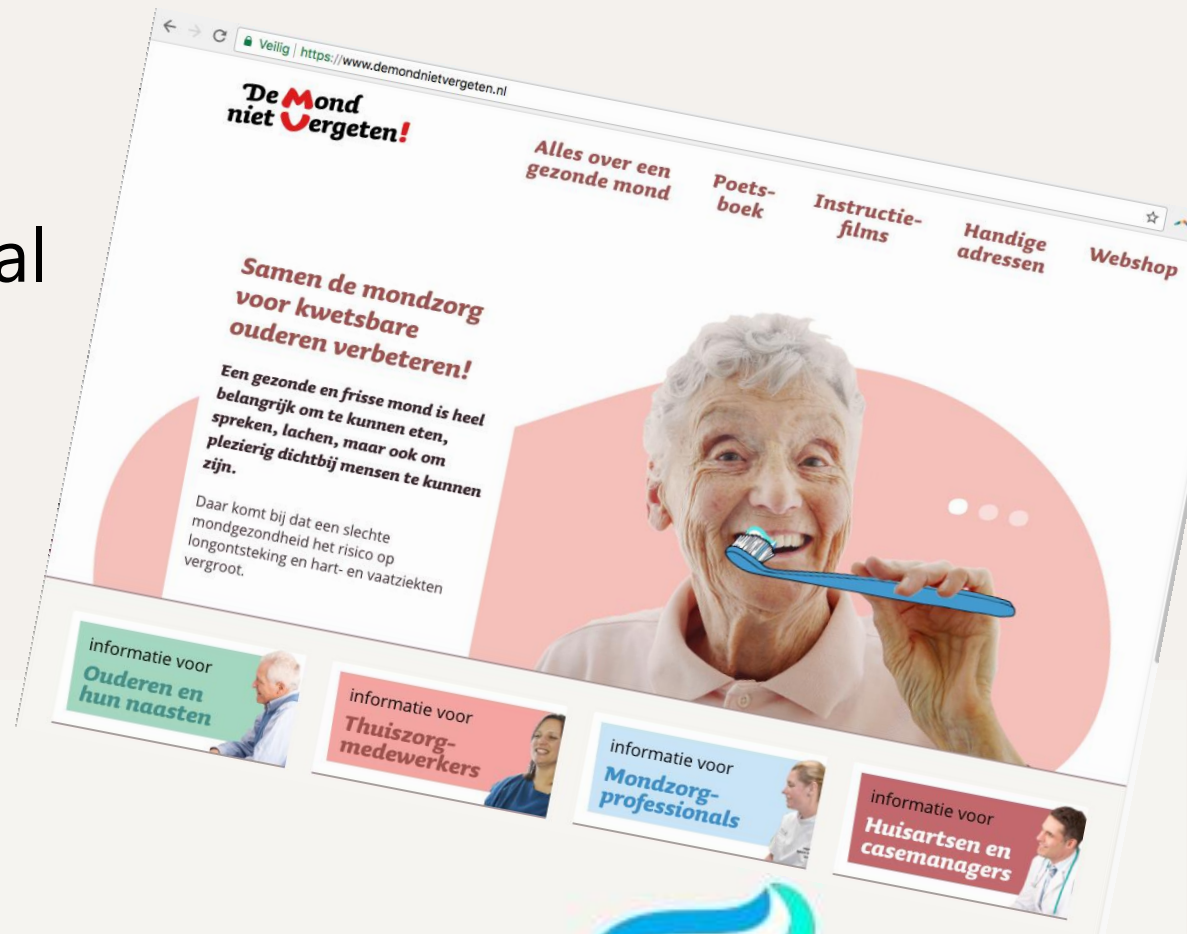 al
Veilig | https://www.demondnietvergeten.nl
De Mond
niet Vergeten!
Alles over een
gezonde mond
Poets-
boek
Instructie-
films
Handige
adressen
Webshop
Samen de mondzorg
voor kwetsbare
ouderen verbeteren!
Een gezonde en frisse mond is heel
belangrijk om te kunnen eten,
spreken, lachen, maar ook om
plezierig dichtbij mensen te kunnen
zijn.
Daar komt bij dat een slechte
mondgezondheid het risico op
longontsteking en hart- en vaatziekten
vergroot.
informatie voor
Ouderen en
hun naasten
informatie voor
Thuiszorg-
medewerkers
informatie voor
Mondzorg-
professionals
informatie voor
Huisartsen en
casemanagers